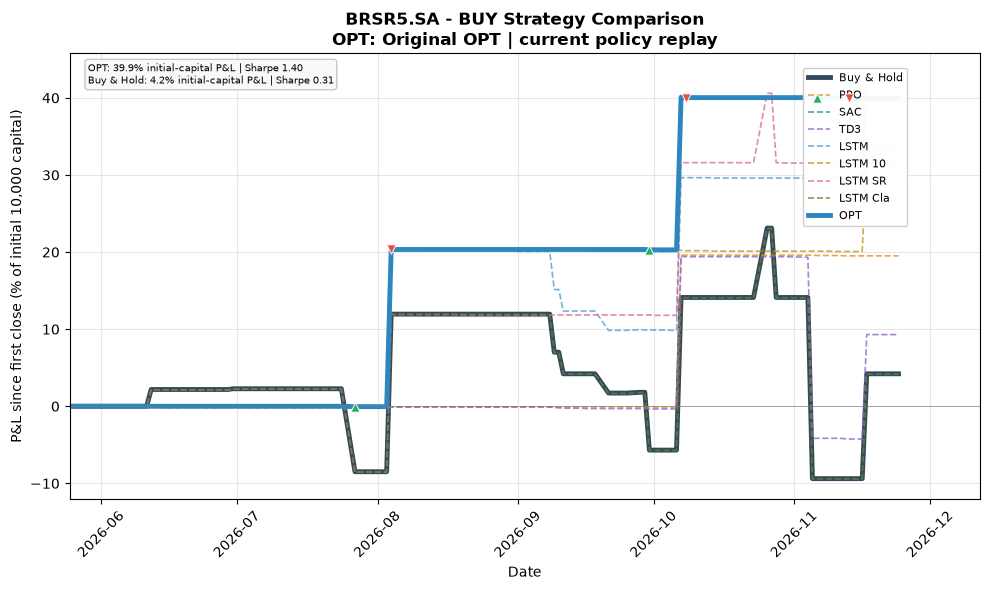 BRSR5.SA - BUY Strategy Comparison
OPT: Original OPT | current policy replay
OPT: 39.9% initial-capital P&L | Sharpe 1.40
Buy & Hold: 4.2% initial-capital P&L | Sharpe 0.31
Buy & Hold
PPO
SAC
TD3
LSTM
LSTM 10
LSTM SR
LSTM Cla
OPT
P&L since first close (% of initial 10,000 capital)
40
30
20
10
0
−10
2026-06
2026-07
2026-08
2026-09
2026-10
2026-11
2026-12
Date